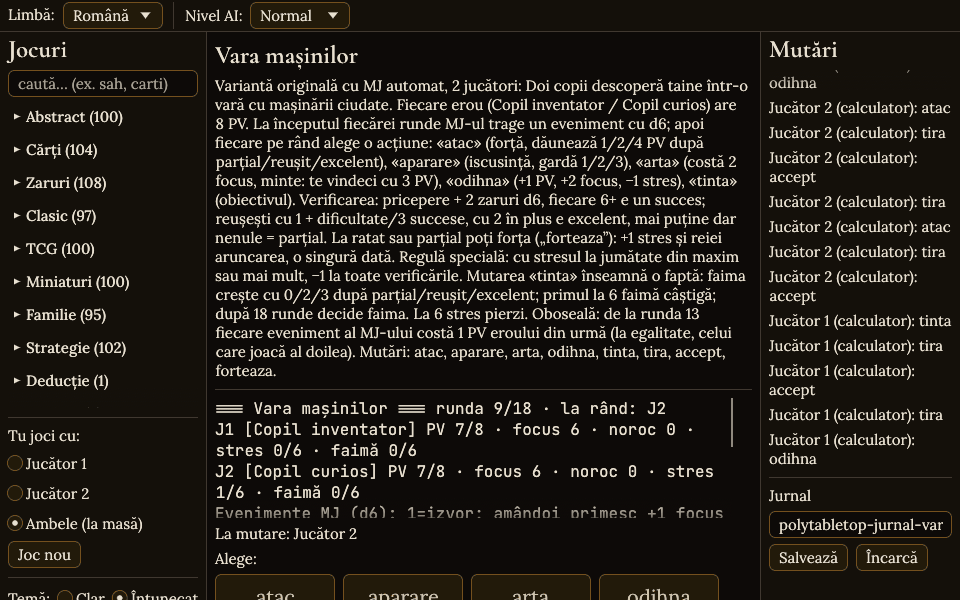 Limbă: Română ▼ Nivel AI: Normal ▼
Jocuri
caută... (ex. sah, carti)
▸ Abstract (100)
▸ Cărți (104)
▸ Zaruri (108)
▸ Clasic (97)
▸ TCG (100)
▸ Miniaturi (100)
▸ Familie (95)
▸ Strategie (102)
▸ Deducție (1)
Tu joci cu:
Jucător 1
Jucător 2
Ambele (la masă)
Joc nou
Temă: Clar Întunecat
Vara mașinilor
Variantă originală cu MJ automat, 2 jucători: Doi copii descoperă taine într-o
vară cu mașinării ciudate. Fiecare erou (Copil inventator / Copil curios) are
8 PV. La începutul fiecărei runde MJ-ul trage un eveniment cu d6; apoi
fiecare pe rând alege o acțiune: «atac» (forță, dăunează 1/2/4 PV după
parțial/reușit/excelent), «aparare» (iscusință, gardă 1/2/3), «arta» (costă 2
focus, minte: te vindeci cu 3 PV), «odihna» (+1 PV, +2 focus, −1 stres), «tinta»
(obiectivul). Verificarea: pricepere + 2 zaruri d6, fiecare 6+ e un succes;
reușești cu 1 + dificultate/3 succese, cu 2 în plus e excelent, mai puține dar
nenule = parțial. La ratat sau parțial poți forța („forteaza”): +1 stres și reiei
aruncarea, o singură dată. Regulă specială: cu stresul la jumătate din maxim
sau mai mult, −1 la toate verificările. Mutarea «tinta» înseamnă o faptă: faima
crește cu 0/2/3 după parțial/reușit/excelent; primul la 6 faimă câștigă;
după 18 runde decide faima. La 6 stres pierzi. Oboseală: de la runda 13
fiecare eveniment al MJ-ului costă 1 PV eroului din urmă (la egalitate, celui
care joacă al doilea). Mutări: atac, aparare, arta, odihna, tinta, tira, accept,
forteaza.
═══ Vara mașinilor ═══ runda 9/18 · la rând: J2
J1 [Copil inventator] PV 7/8 · focus 6 · noroc 0 ·
stres 0/6 · faimă 0/6
J2 [Copil curios] PV 7/8 · focus 6 · noroc 0 · stres
1/6 · faimă 0/6
Evenimente MJ (d6): 1=izvor: amândoi primesc +1 focus
La mutare: Jucător 2
Alege:
atac aparare arta odihna
Mutări
odihna
Jucător 2 (calculator): atac
Jucător 2 (calculator): tira
Jucător 2 (calculator):
accept
Jucător 2 (calculator): tira
Jucător 2 (calculator): atac
Jucător 2 (calculator): tira
Jucător 2 (calculator):
accept
Jucător 1 (calculator): tinta
Jucător 1 (calculator): tira
Jucător 1 (calculator):
accept
Jucător 1 (calculator): tira
Jucător 1 (calculator):
odihna
Jurnal
polytabletop-jurnal-var
Salvează Încarcă